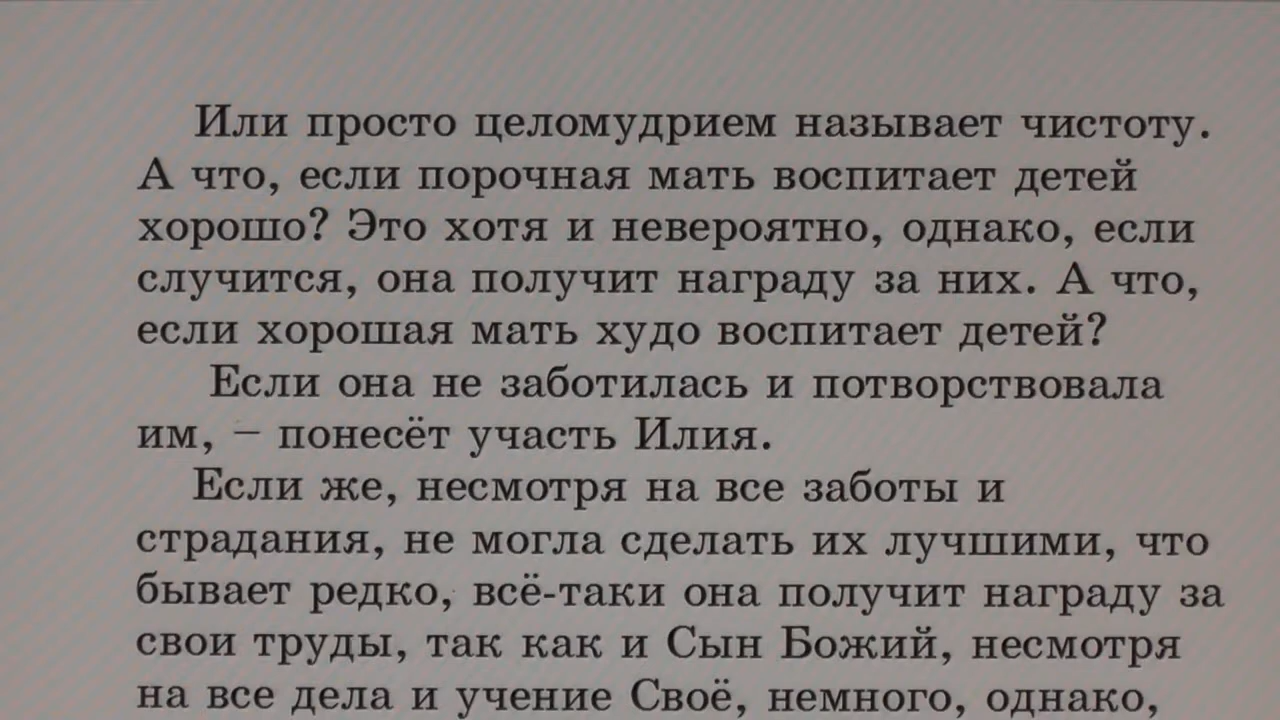 Или просто целомудрием называет чистоту.
А что, если порочная мать воспитает детей
хорошо? Это хотя и невероятно, однако, если
случится, она получит награду за них. А что,
если хорошая мать худо воспитает детей?
Если она не заботилась и потворствовала
им, – понесёт участь Илия.
Если же, несмотря на все заботы и
страдания, не могла сделать их лучшими, что
бывает редко, всё-таки она получит награду за
свои труды, так как и Сын Божий, несмотря
на все дела и учение Своё, немного, однако,